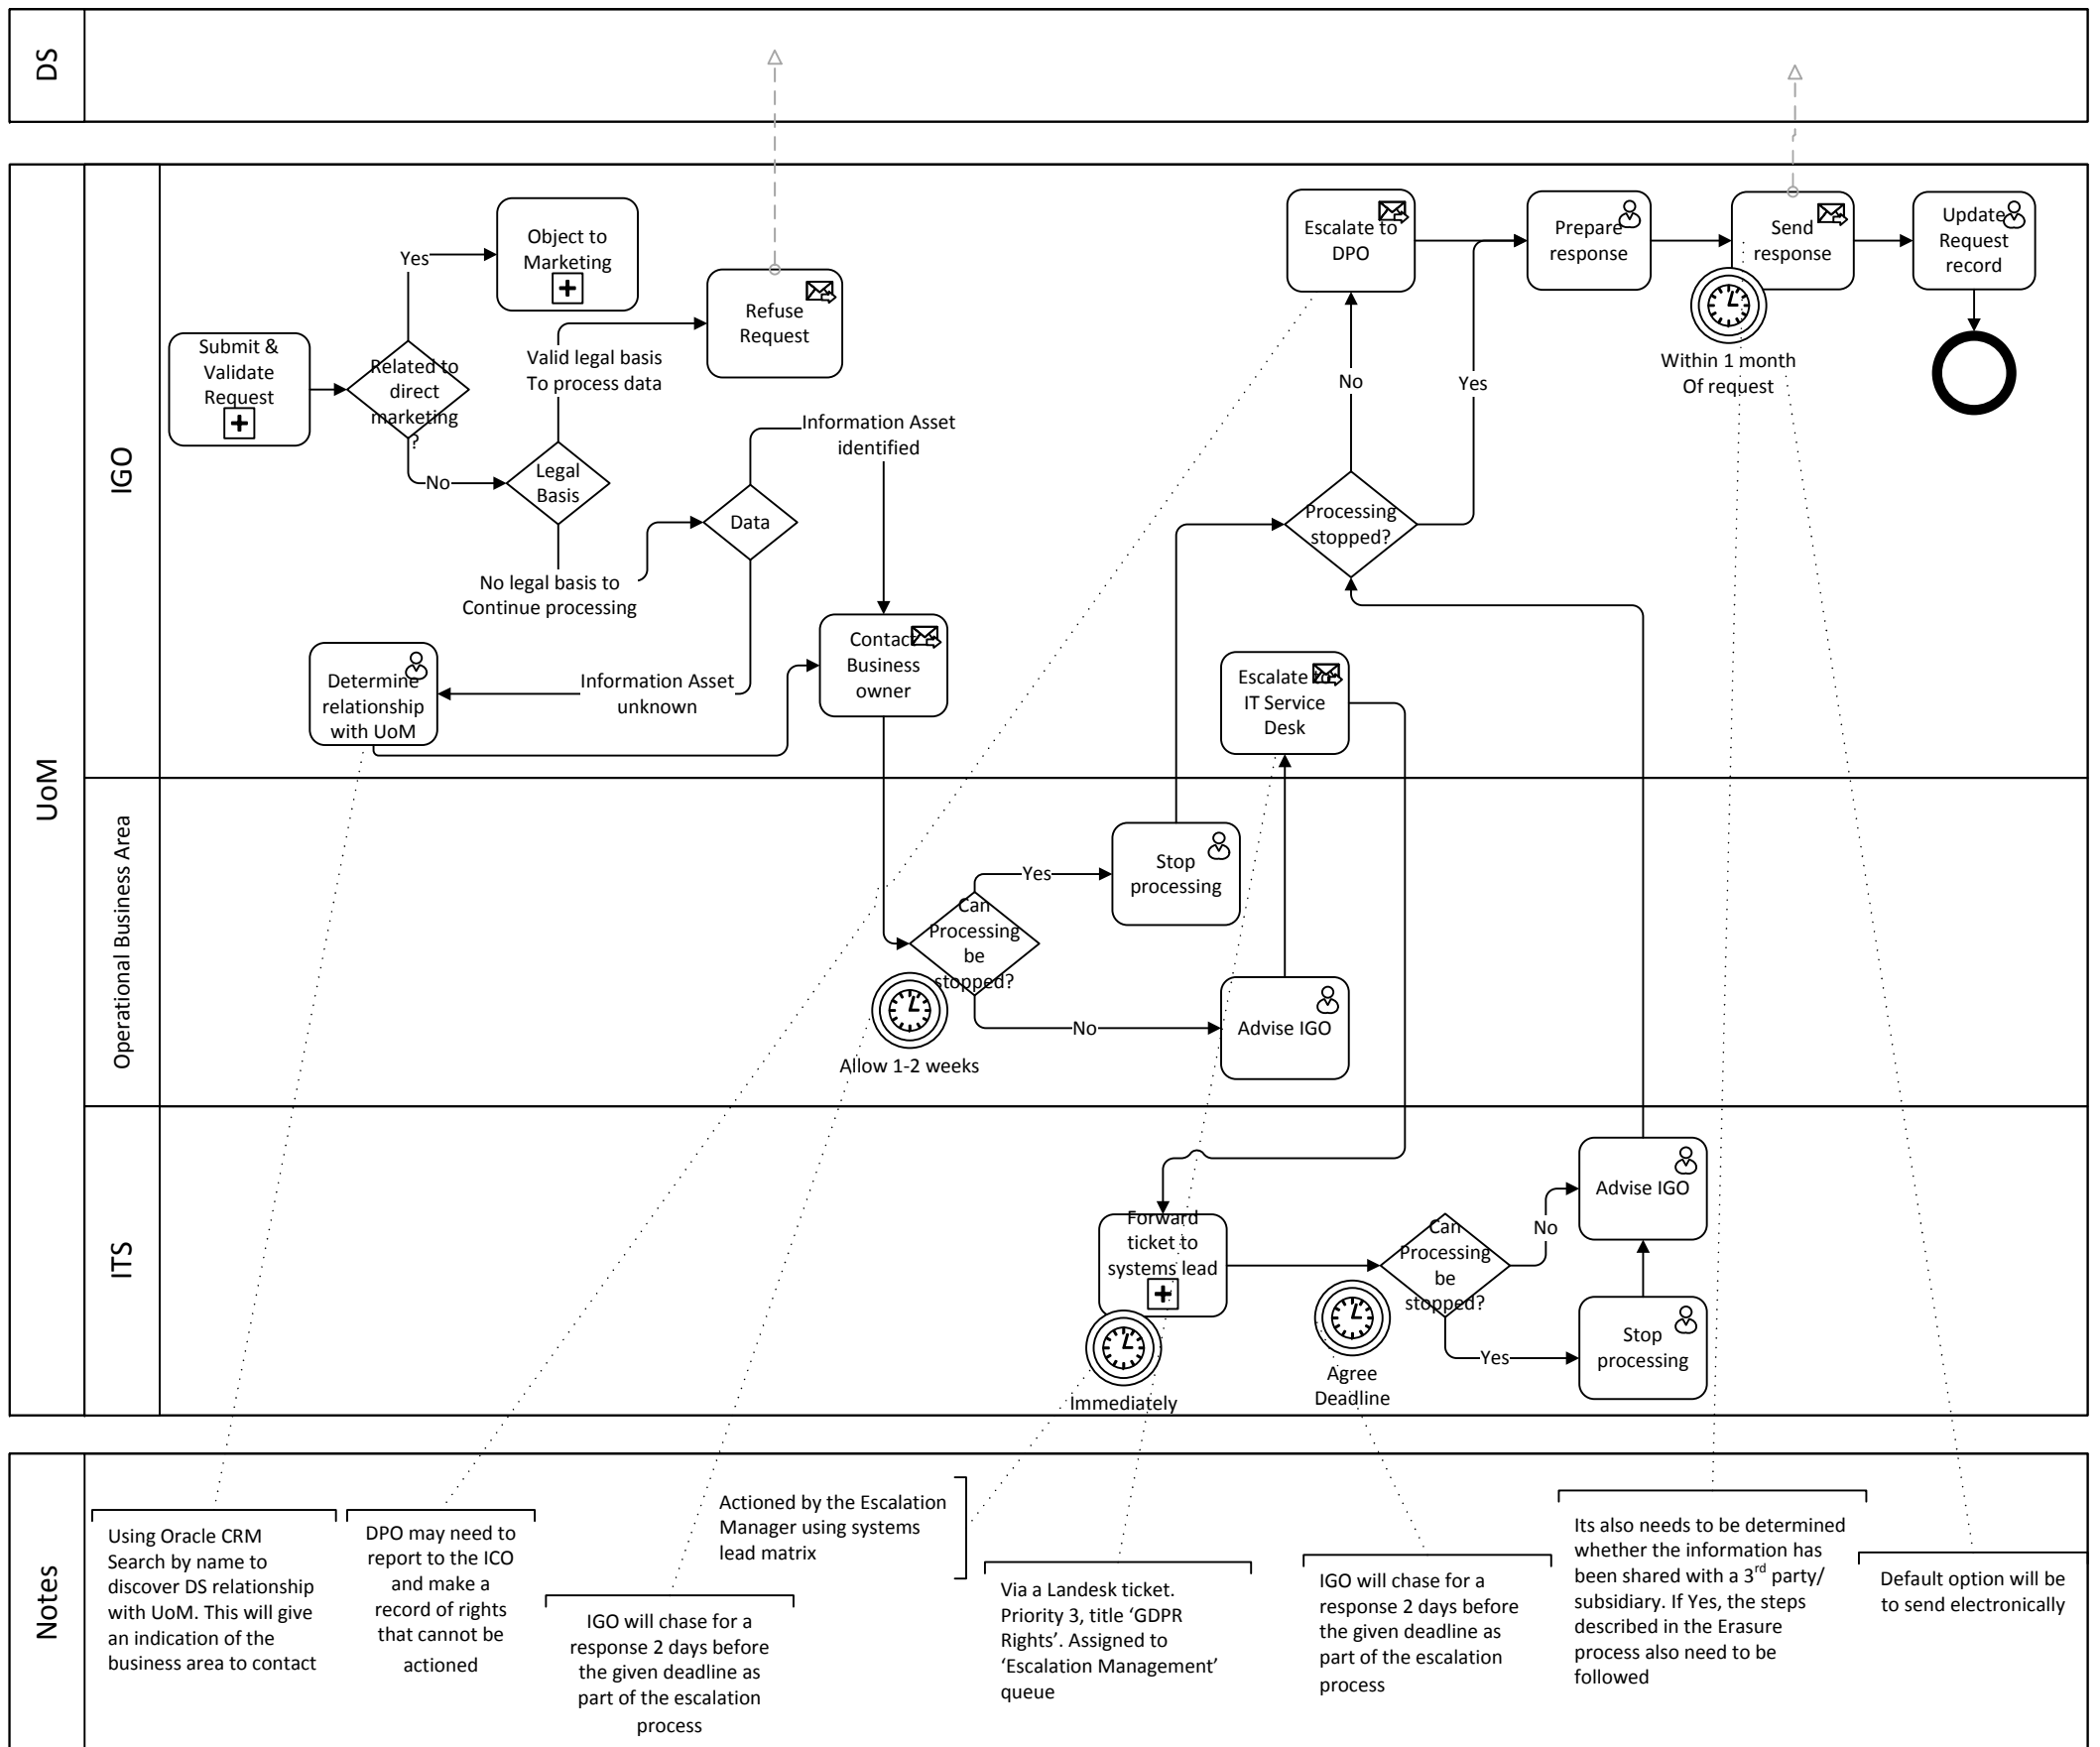 DS
UoM
IGO
Submit &
Validate
Request
Related to
direct
marketing
?
Yes
No
Object to
Marketing
Legal
Basis
Valid legal basis
To process data
Refuse
Request
No legal basis to
Continue processing
Data
Information Asset
identified
Information Asset
unknown
Determine
relationship
with UoM
Contact
Business
owner
Escalate to
DPO
Prepare
response
Send
response
Update
Request
record
Within 1 month
Of request
No
Yes
Processing
stopped?
Escalate to
IT Service
Desk
Operational Business Area
Can
Processing
be
stopped?
Yes
No
Allow 1-2 weeks
Stop
processing
Advise IGO
ITS
Forward
ticket to
systems lead
Immediately
Can
Processing
be
stopped?
Agree
Deadline
No
Yes
Advise IGO
Stop
processing
Notes
Using Oracle CRM
Search by name to
discover DS relationship
with UoM. This will give
an indication of the
business area to contact
DPO may need to
report to the ICO
and make a
record of rights
that cannot be
actioned
IGO will chase for a
response 2 days before
the given deadline as
part of the escalation
process
Actioned by the Escalation
Manager using systems
lead matrix
Via a Landesk ticket.
Priority 3, title ‘GDPR
Rights’. Assigned to
‘Escalation Management’
queue
IGO will chase for a
response 2 days before
the given deadline as
part of the escalation
process
Its also needs to be determined
whether the information has
been shared with a 3rd party/
subsidiary. If Yes, the steps
described in the Erasure
process also need to be
followed
Default option will be
to send electronically